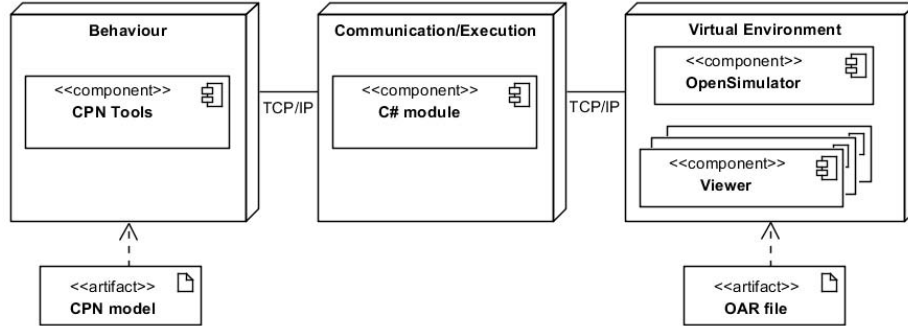 Behaviour
<<component>>
CPN Tools
TCP/IP
Communication/Execution
<<component>>
C# module
TCP/IP
Virtual Environment
<<component>>
OpenSimulator
<<component>>
Viewer
<<artifact>>
CPN model
<<artifact>>
OAR file